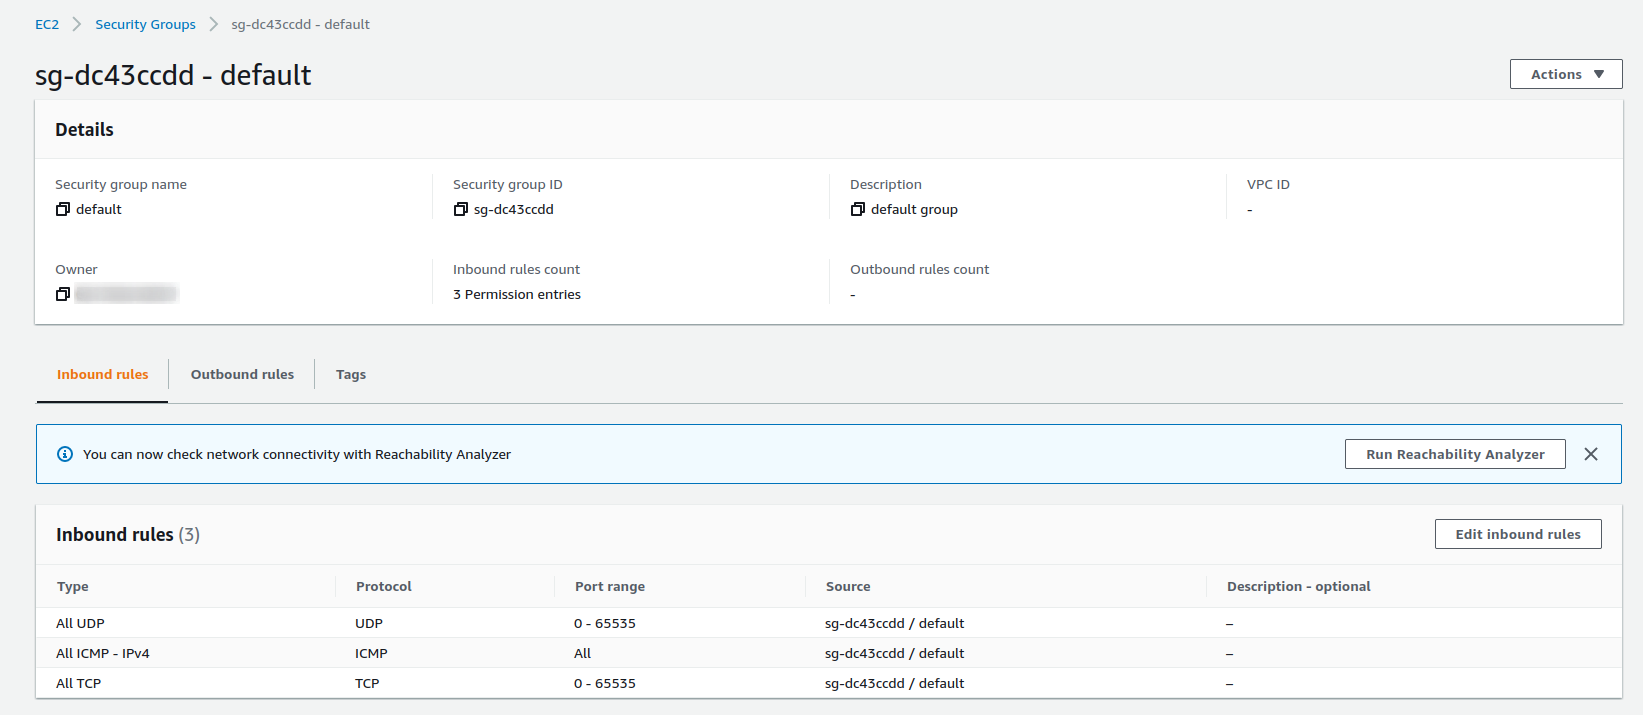 EC2 > Security Groups > sg-dc43ccdd - default
sg-dc43ccdd - default
Actions ▼
Details
Security group name
default
Security group ID
sg-dc43ccdd
Description
default group
VPC ID
-
Owner
Inbound rules count
3 Permission entries
Outbound rules count
-
Inbound rules Outbound rules Tags
You can now check network connectivity with Reachability Analyzer Run Reachability Analyzer
Inbound rules (3) Edit inbound rules
Type Protocol Port range Source Description - optional
All UDP UDP 0 - 65535 sg-dc43ccdd / default –
All ICMP - IPv4 ICMP All sg-dc43ccdd / default –
All TCP TCP 0 - 65535 sg-dc43ccdd / default –